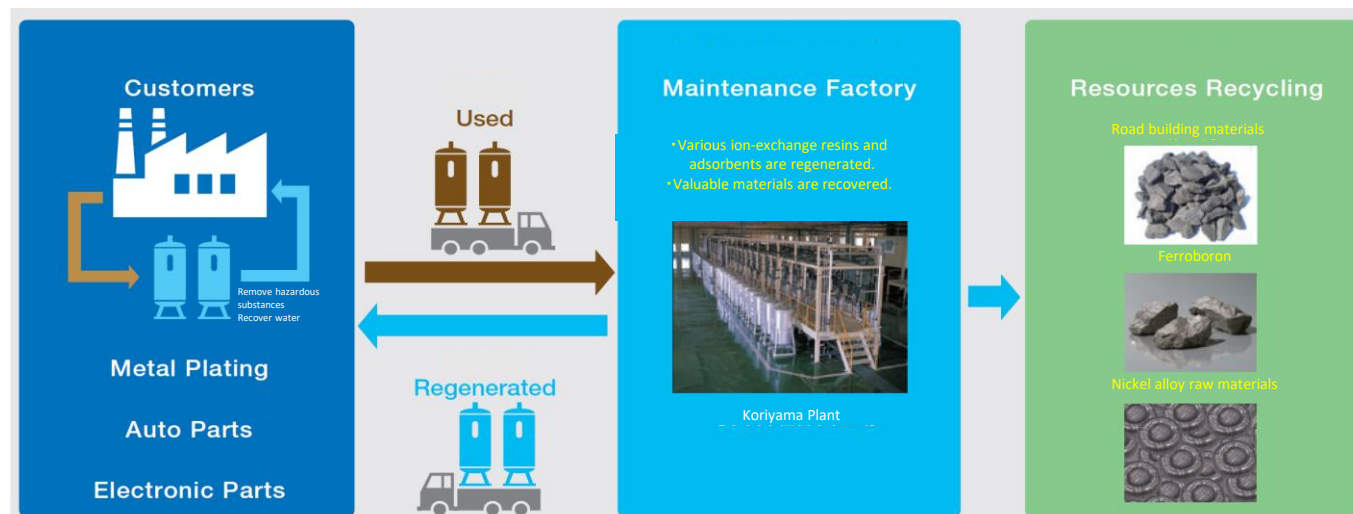 Customers
Remove hazardous
substances
Recover water
Metal Plating
Auto Parts
Electronic Parts
Used
Regenerated
Maintenance Factory
・Various ion-exchange resins and
adsorbents are regenerated.
・Valuable materials are recovered.
Koriyama Plant
Resources Recycling
Road building materials
Ferroboron
Nickel alloy raw materials